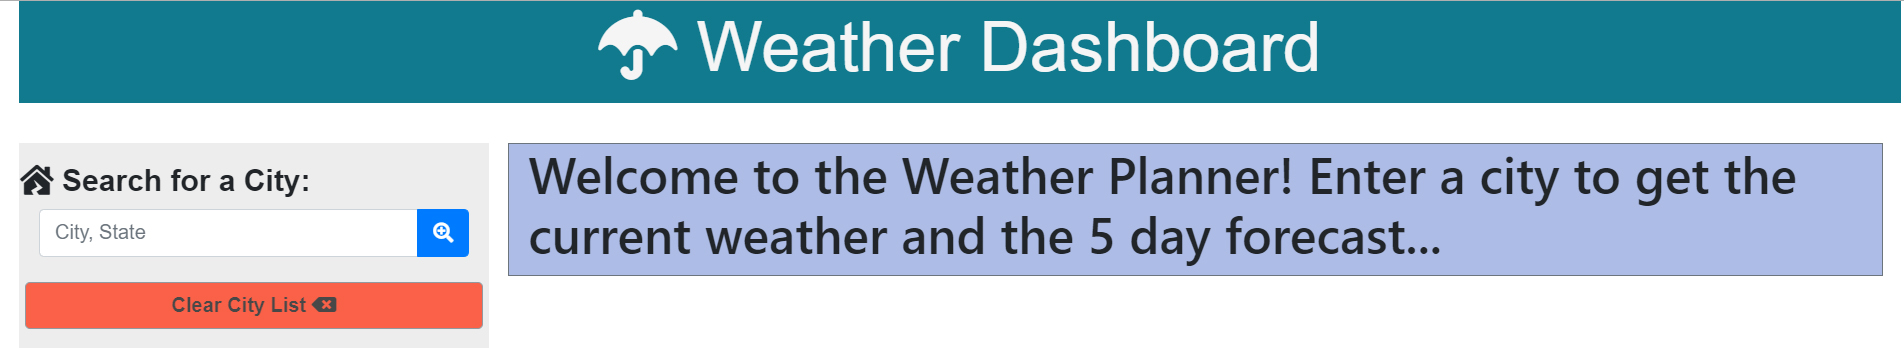 Weather Dashboard
Search for a City:
City, State
Clear City List
Welcome to the Weather Planner! Enter a city to get the
current weather and the 5 day forecast...